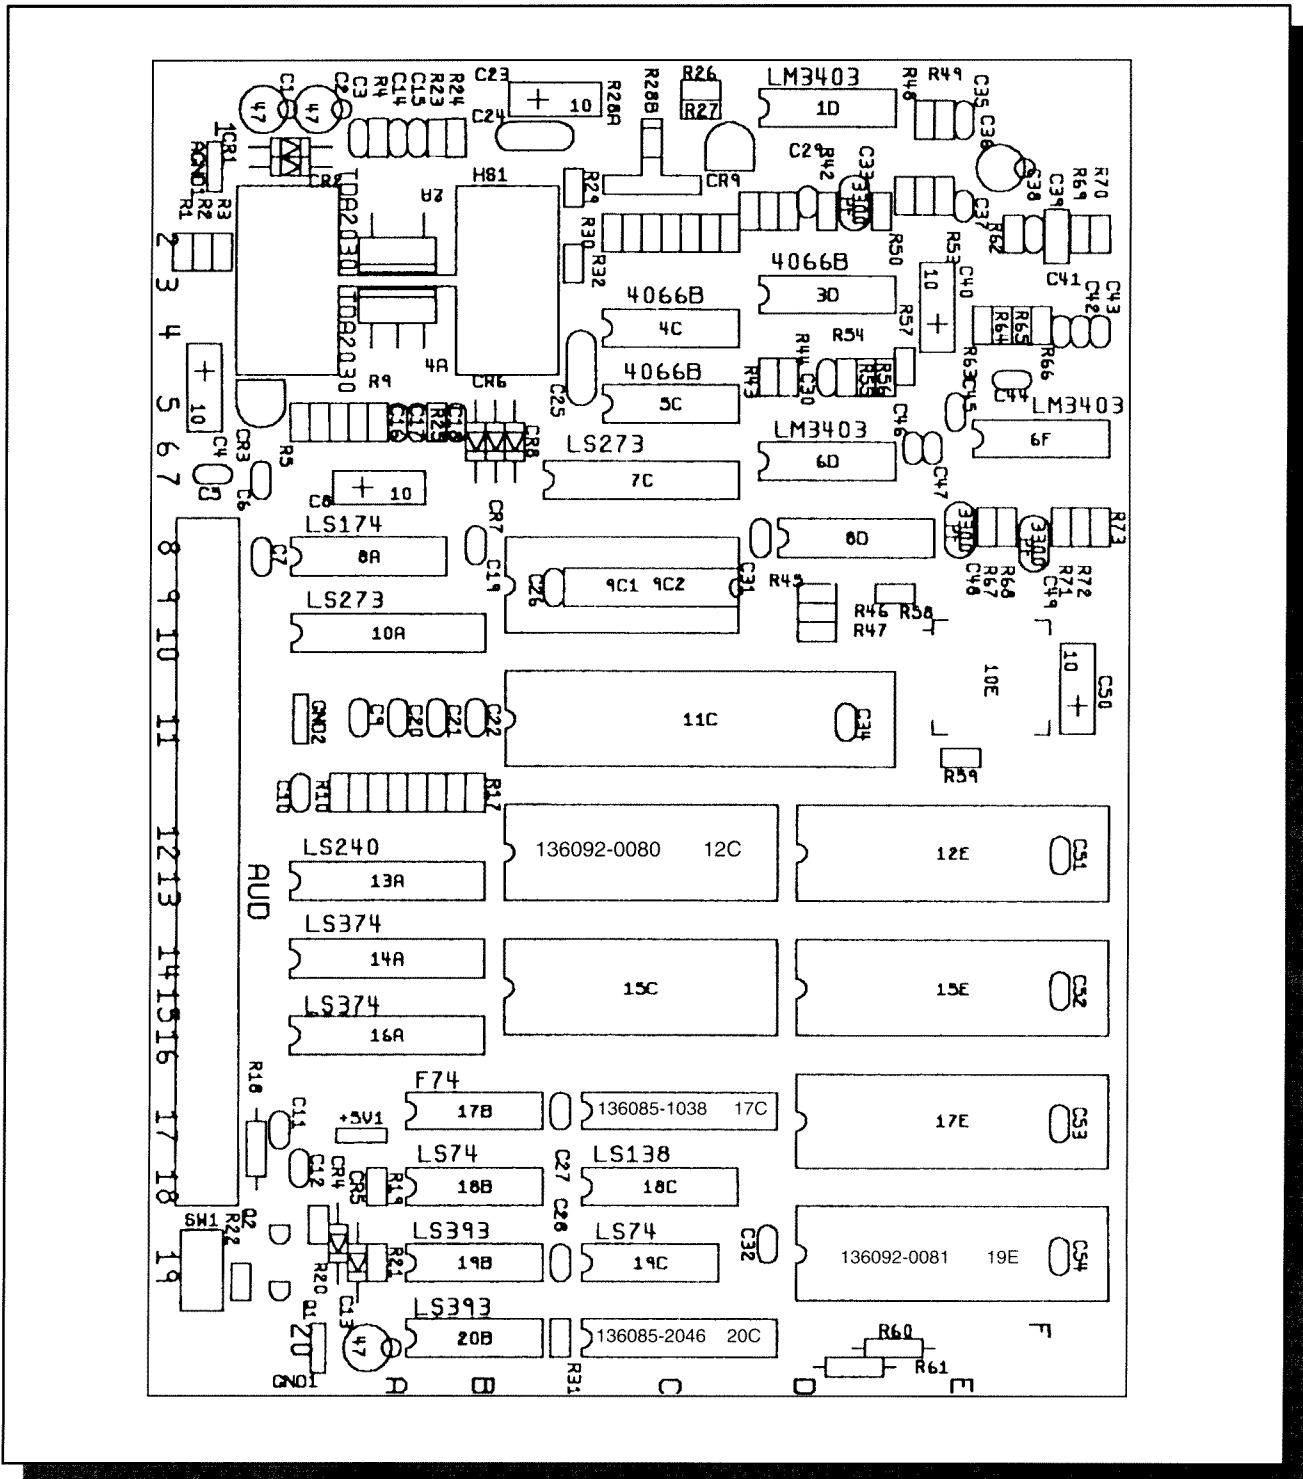 C1
C2
C3
R4
C14
C15
R23
R24
C23
+ 10
R28A
R28B
R26
R27
LM3403
1D
R48
R49
C35
C36
47
47
C24
1CR1
AGND1
CR2
R1
R2
R3
TDA2030
A2
HS1
R29
CR9
C29
R42
C33
3300
PF
C37
C38
C39
R69
R70
R62
2
3
4
5
6
7
R30
R32
R50
R53
C40
10
+
C41
C42
C43
4066B
3D
4066B
4C
R57
R54
R64
R65
R66
TDA2030
4A
+
10
R9
CR6
C25
4066B
5C
R43
R44
C30
R55
R56
R63
C45
C44
LM3403
6F
C16
C17
R25
C18
CR8
LS273
7C
LM3403
6D
C46
C47
CR3
C4
C5
C6
R5
C8
+ 10
CR7
LS174
8A
C7
C19
C26
9C1 9C2
C31
8D
3300
PF
3300
PF
R73
C48
R67
R68
C49
R71
R72
R45
R46
R47
R58
8
9
10
11
LS273
10A
10E
10
+
C50
GND2
C9
C20
C21
C22
11C
C34
R59
C10
R10
R17
12
13
AUD
LS240
13A
136092-0080 12C
12E
C51
LS374
14A
14
15
16
15C
15E
C52
LS374
16A
R18
C11
+5V1
F74
17B
136085-1038 17C
17E
C53
17
18
C12
CR4
CR5
R19
LS74
18B
C27
LS138
18C
SW1
R22
Q2
C28
LS393
19B
LS74
19C
C32
136092-0081 19E
C54
19
R20
R21
Q1
C13
LS393
20B
136085-2046 20C
20
47
GND1
R31
R60
R61
F
A B C D E